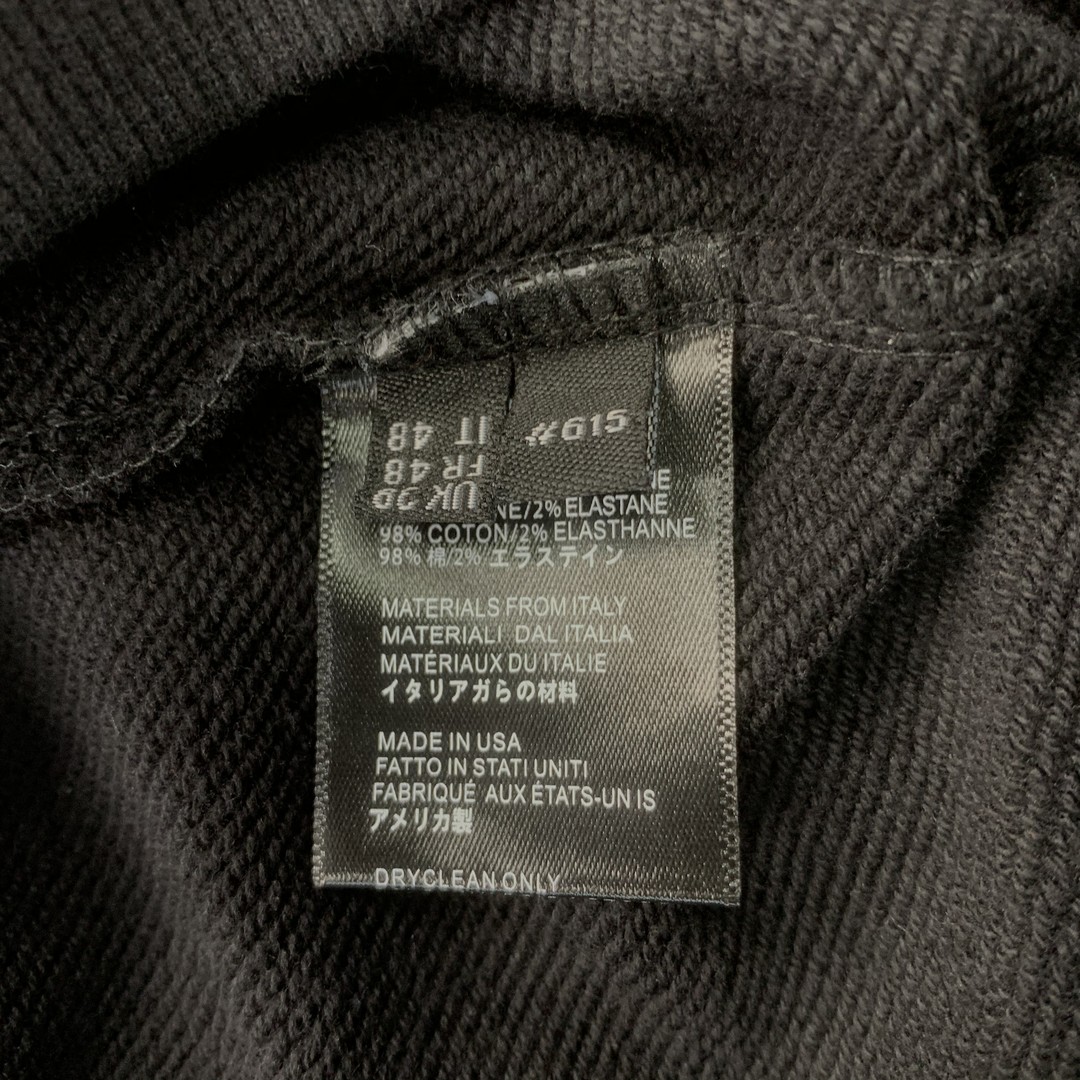 IT 48
FR 48
UK 38
#615
NE/2% ELASTANE
98% COTON/2% ELASTHANNE
98% 棉/2% エラステイン
MATERIALS FROM ITALY
MATERIALI DAL ITALIA
MATÉRIAUX DU ITALIE
イタリアガらの材料
MADE IN USA
FATTO IN STATI UNITI
FABRIQUÉ AUX ÉTATS-UN IS
アメリカ製
DRYCLEAN ONLY